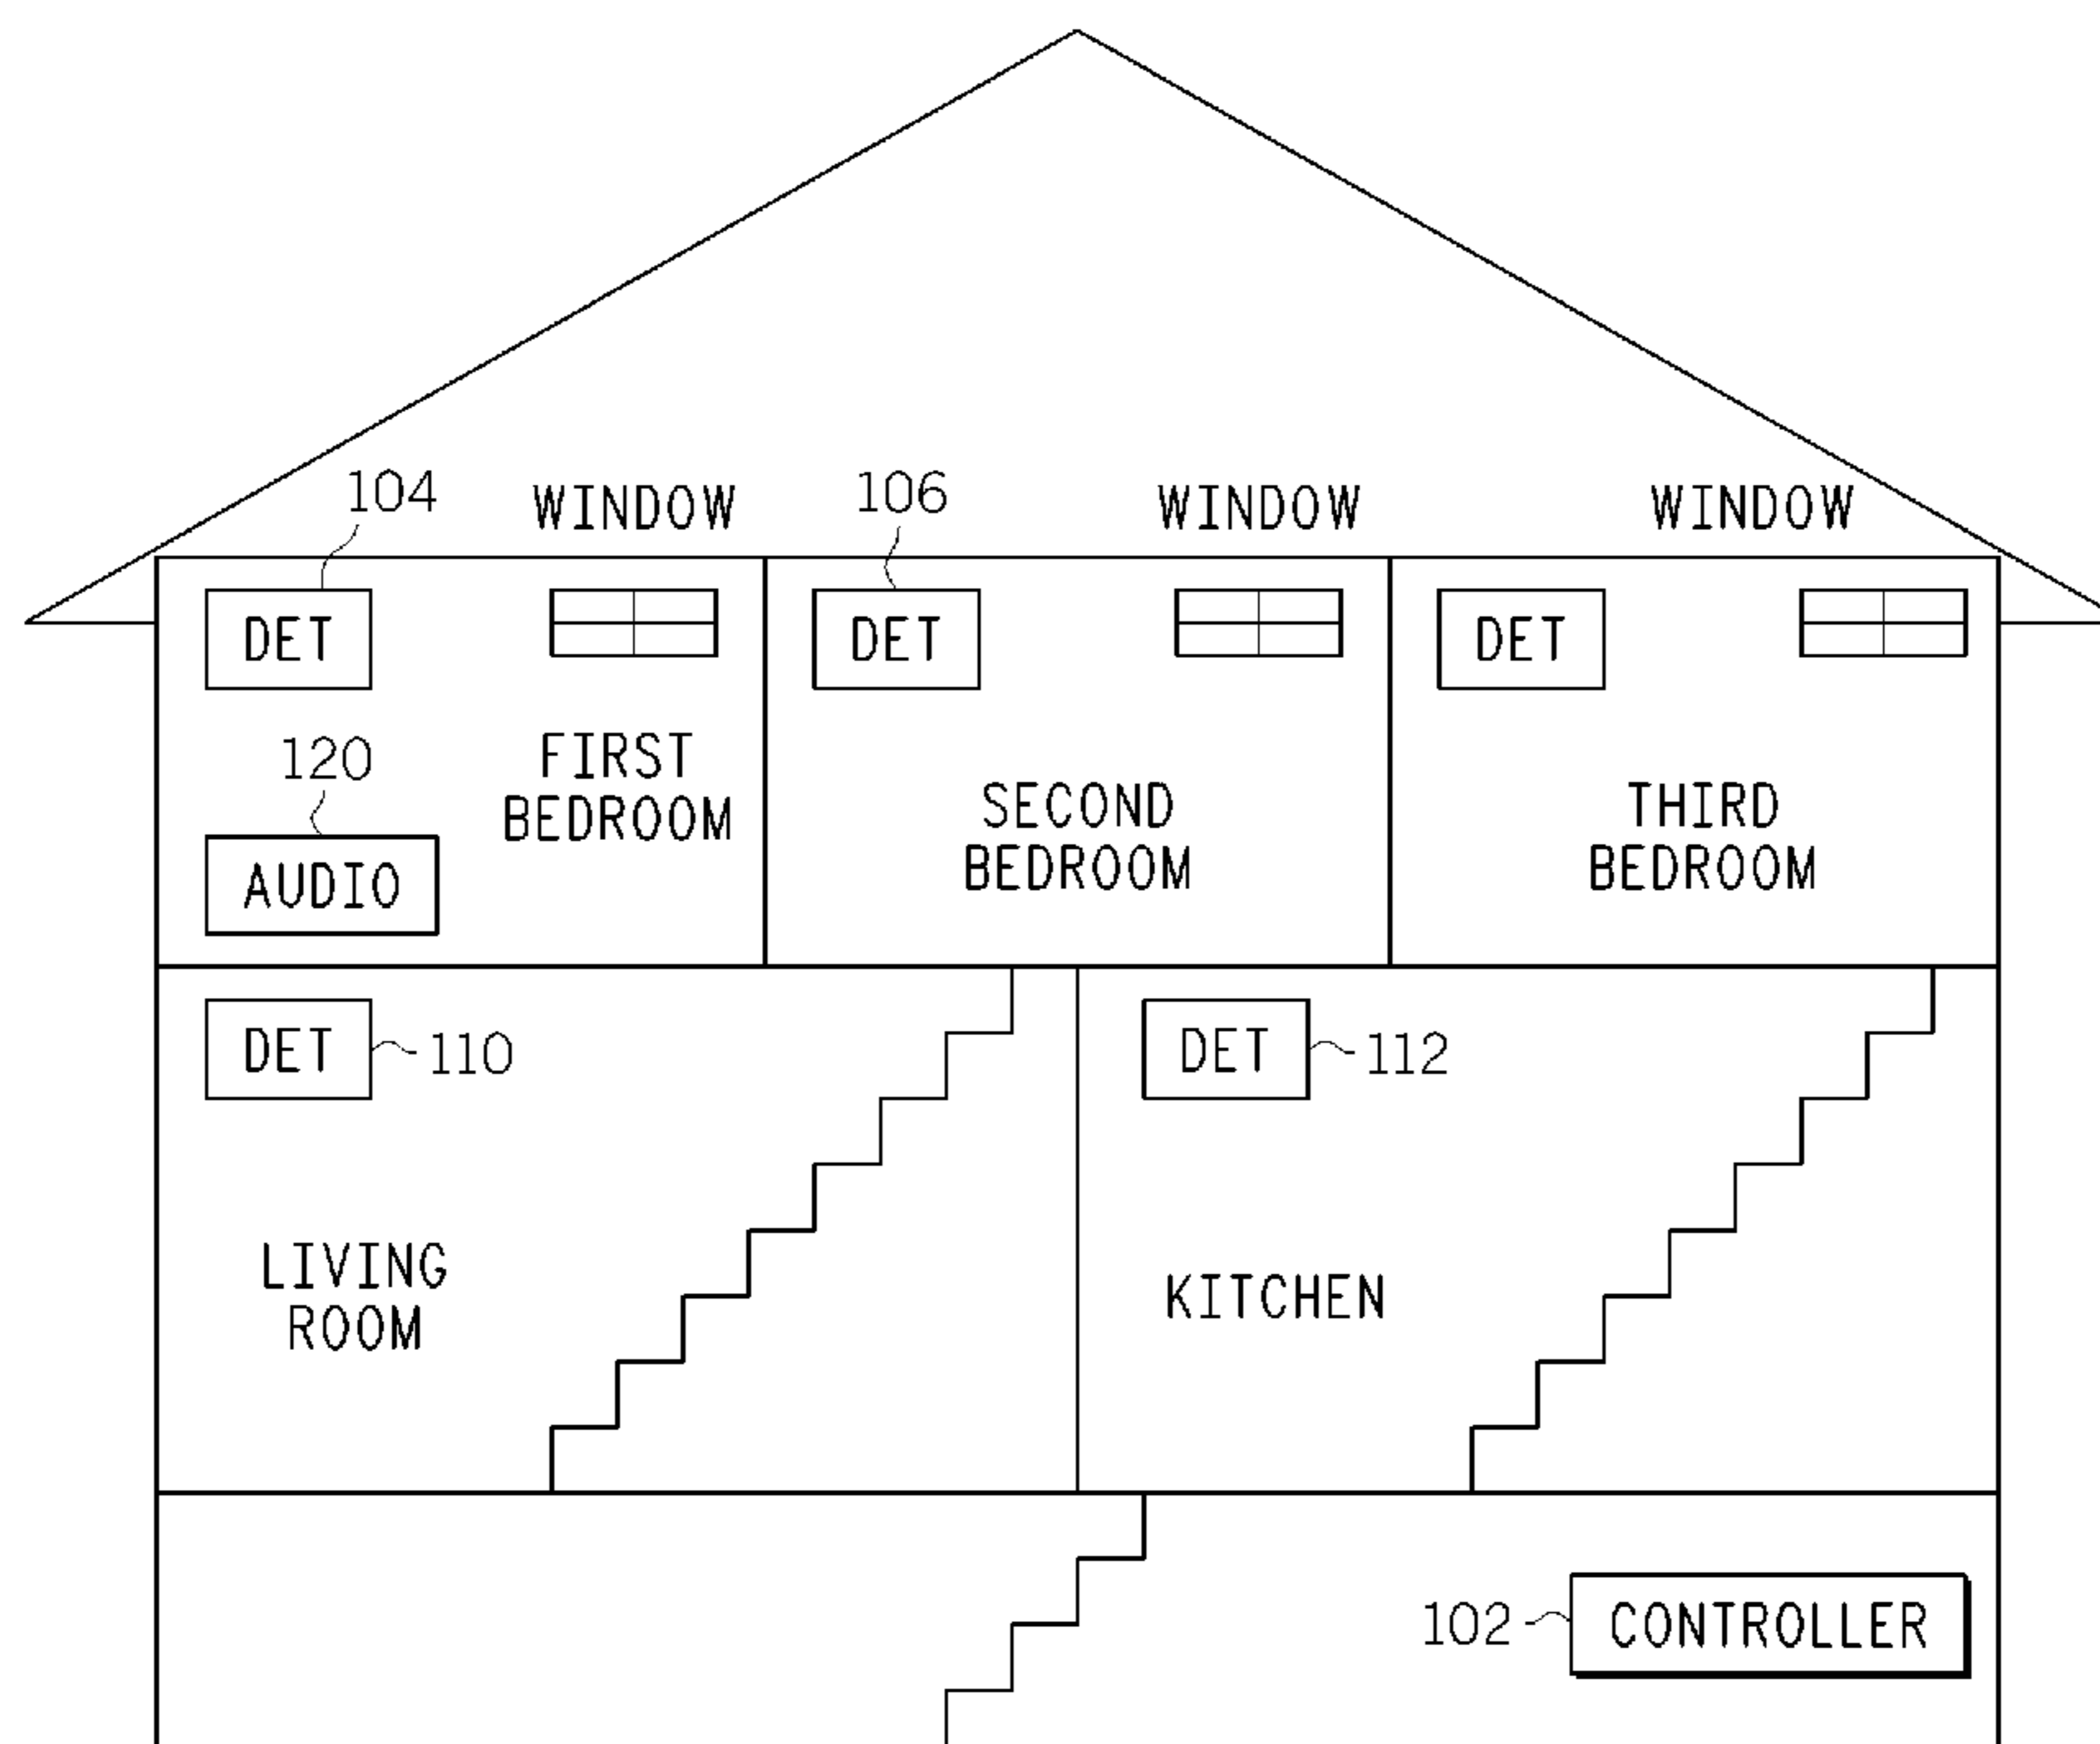 104
WINDOW
106
WINDOW
WINDOW
DET
DET
DET
120
FIRST
BEDROOM
SECOND
BEDROOM
THIRD
BEDROOM
AUDIO
DET
110
DET
112
LIVING
ROOM
KITCHEN
102
CONTROLLER